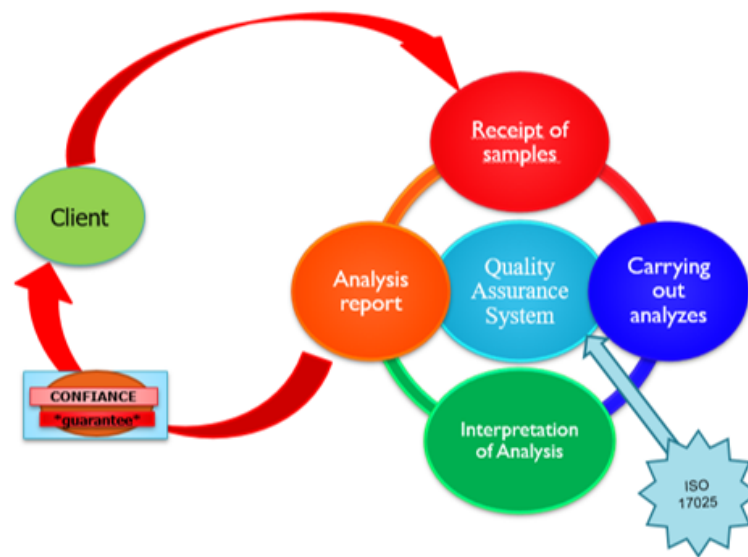 Receipt of
samples
Client
Analysis
report
Quality
Assurance
System
Carrying
out
analyzes
CONFIANCE
*guarantee*
Interpretation
of Analysis
ISO
17025